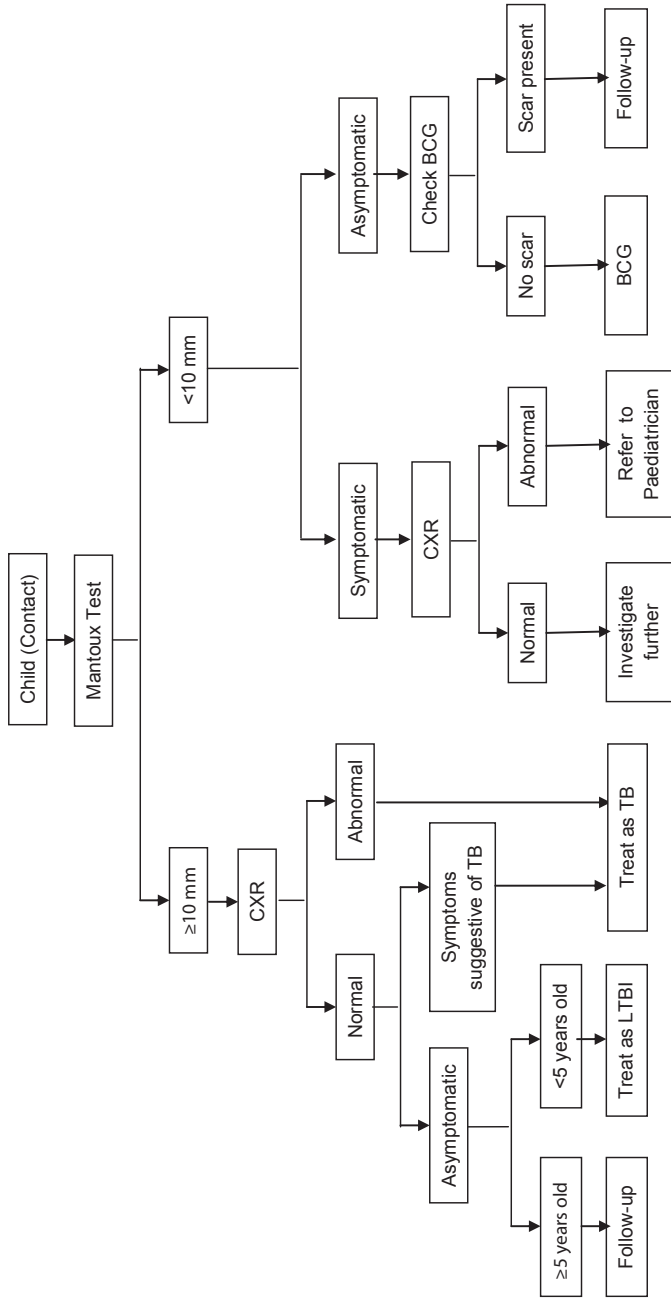 Child (Contact)
Mantoux Test
≥10 mm
<10 mm
CXR
Normal
Abnormal
Asymptomatic
Symptoms
suggestive of TB
≥5 years old
<5 years old
Follow-up
Treat as LTBI
Treat as TB
Symptomatic
Asymptomatic
CXR
Check BCG
Normal
Abnormal
No scar
Scar present
Investigate
further
Refer to
Paediatrician
BCG
Follow-up